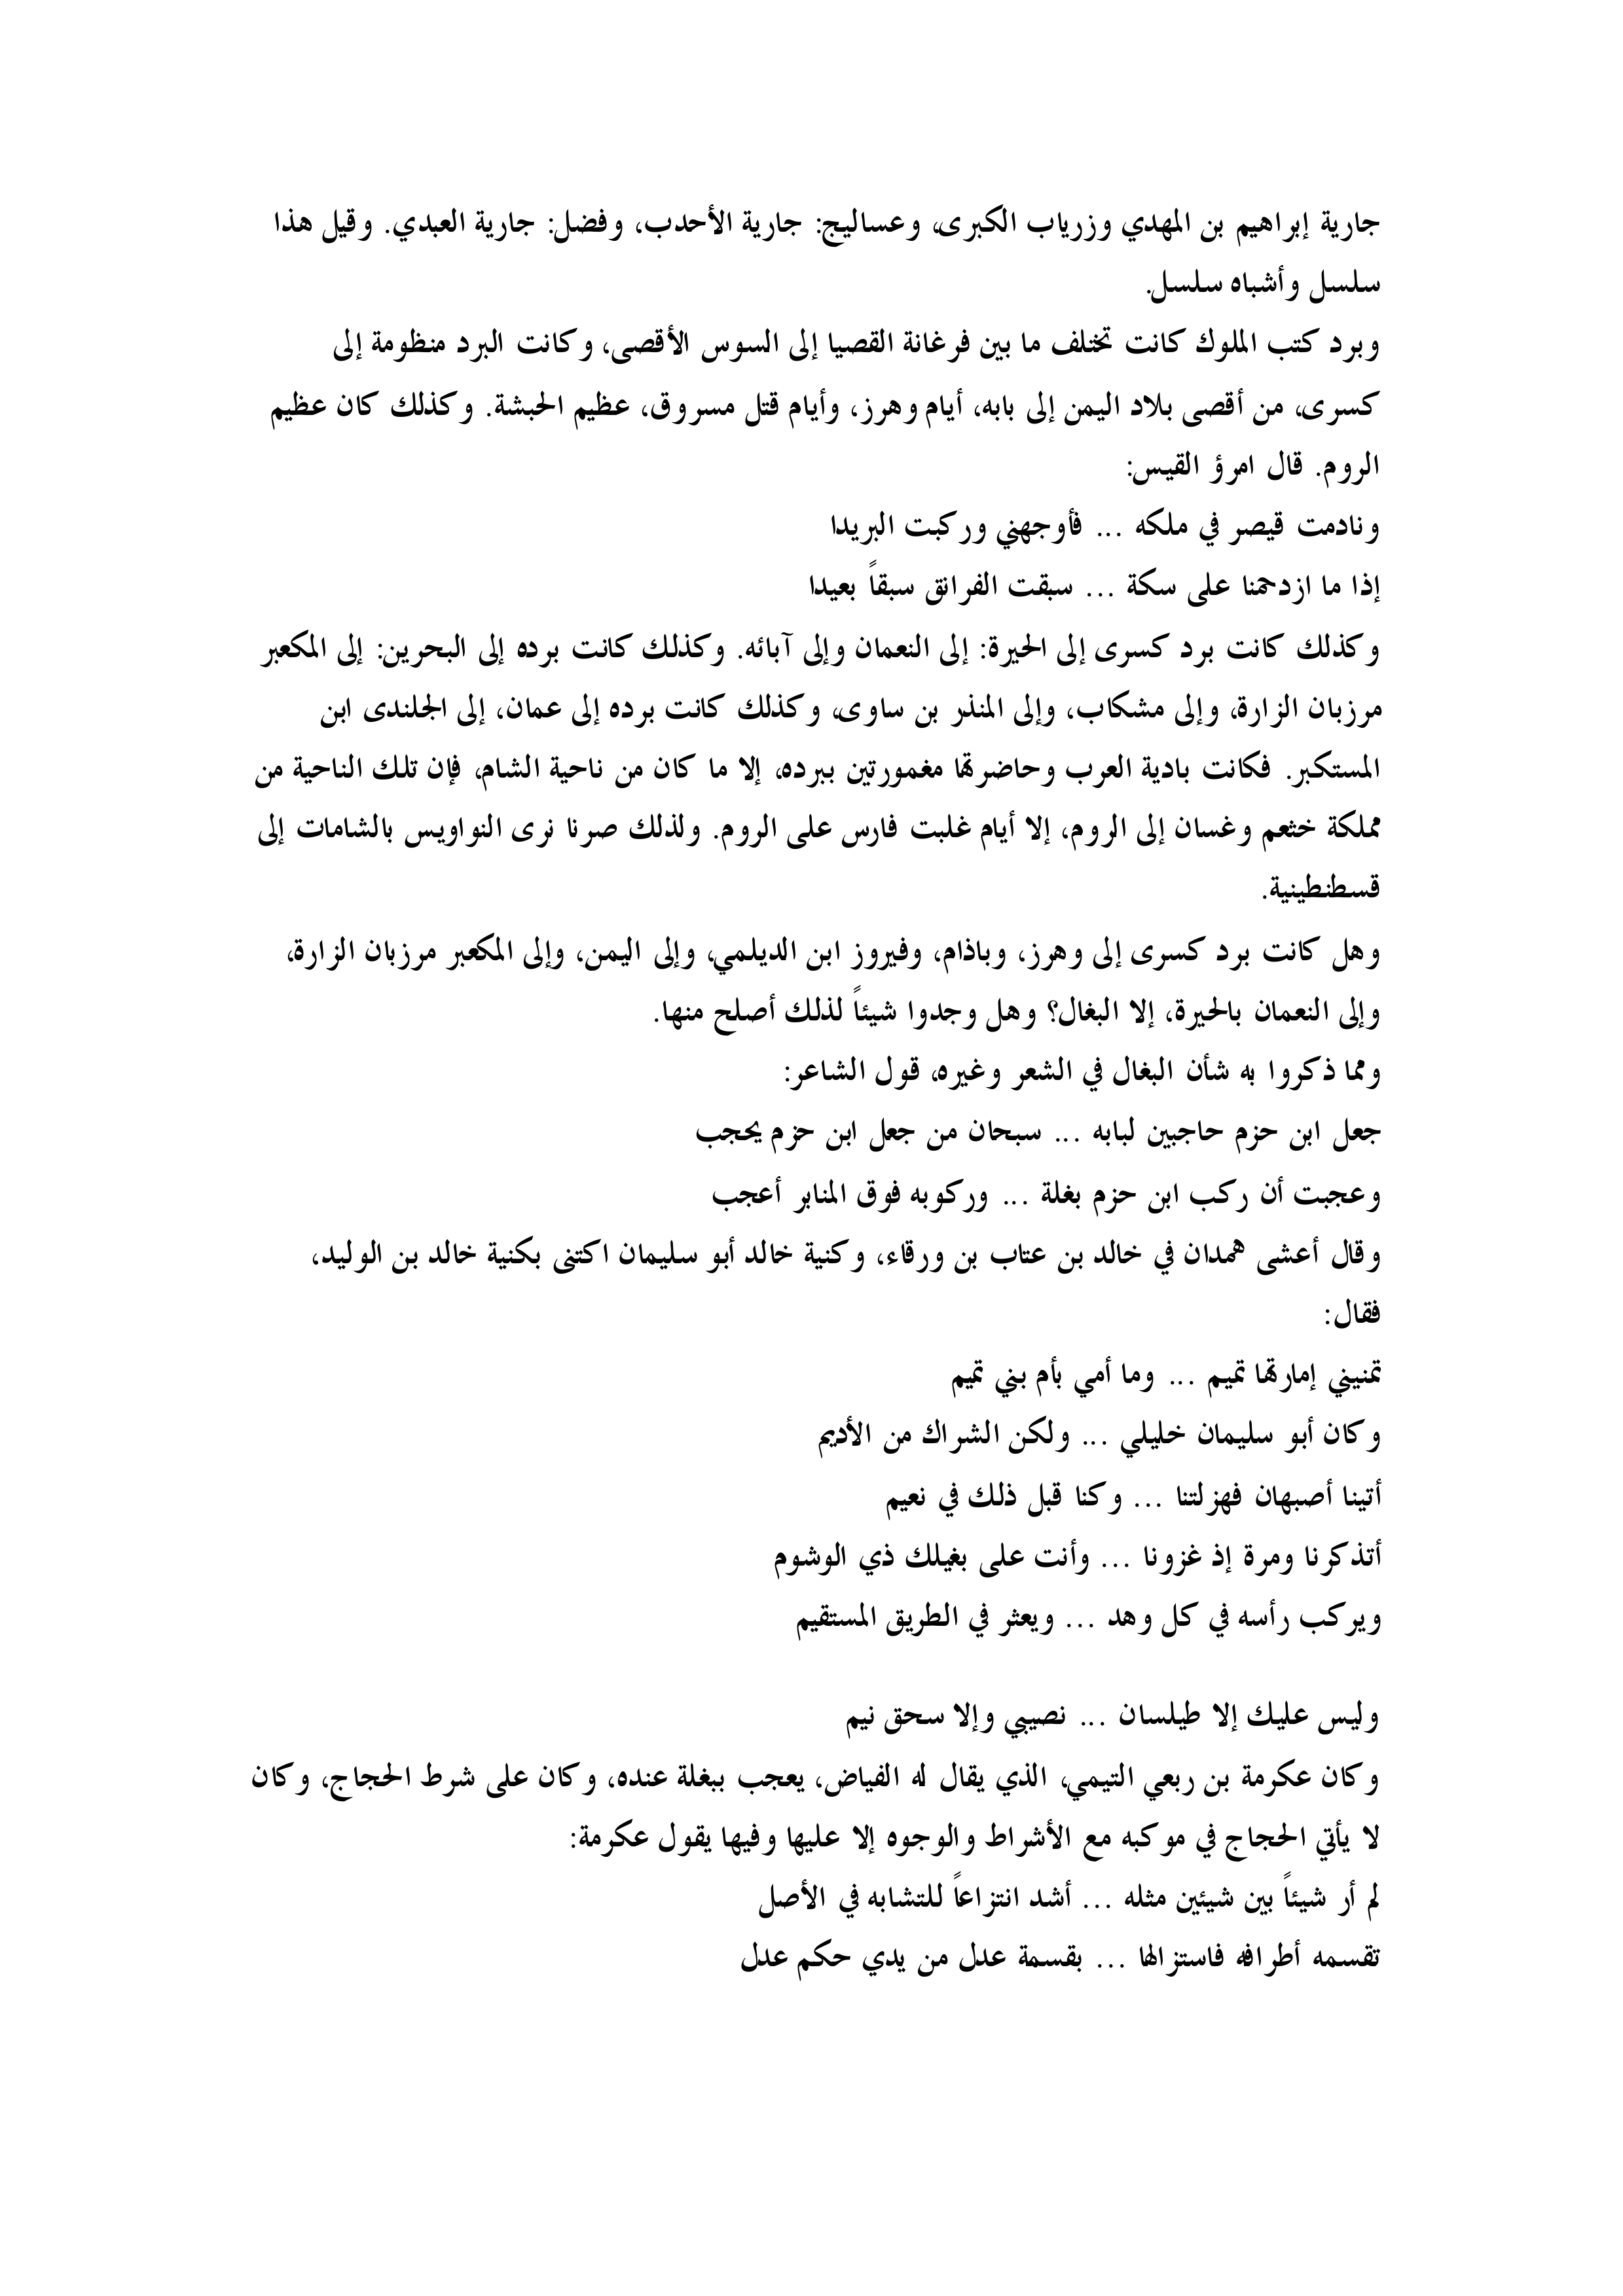 جارية إبراهيم بن المهدي وزرياب الكبرى، وعساليج: جارية الأحدب، وفضل: جارية العبدي. وقيل هذا
سلسل وأشباه سلسل.
وبرد كتب الملوك كانت تختلف ما بين فرغانة القصيا إلى السوس الأقصى، وكانت البرد منظومة إلى
كسرى، من أقصى بلاد اليمن إلى بابه، أيام وهرز، وأيام قتل مسروق، عظيم الحبشة. وكذلك كان عظيم
الروم. قال امرؤ القيس:
ونادمت قيصر في ملكه ... فأوجهني وركبت البريدا
إذا ما ازدحمنا على سكة ... سبقت الفرانق سبقاً بعيدا
وكذلك كانت برد كسرى إلى الحيرة: إلى النعمان وإلى آبائه. وكذلك كانت برده إلى البحرين: إلى المكعبر
مرزبان الزارة، وإلى مشكاب، وإلى المنذر بن ساوى، وكذلك كانت برده إلى عمان، إلى الجلندى ابن
المستكبر. فكانت بادية العرب وحاضرتها مغمورتين ببرده، إلا ما كان من ناحية الشام، فإن تلك الناحية من
مملكة خثعم وغسان إلى الروم، إلا أيام غلبت فارس على الروم. ولذلك صرنا نرى النواويس بالشامات إلى
قسطنطينية.
وهل كانت برد كسرى إلى وهرز، وباذام، وفيروز ابن الديلمي، وإلى اليمن، وإلى المكعبر مرزبان الزارة،
وإلى النعمان بالحيرة، إلا البغال؟ وهل وجدوا شيئاً لذلك أصلح منها.
ومما ذكروا به شأن البغال في الشعر وغيره، قول الشاعر:
جعل ابن حزم حاجبين لبابه ... سبحان من جعل ابن حزم يحجب
وعجبت أن ركب ابن حزم بغلة ... وركوبه فوق المنابر أعجب
وقال أعشى همدان في خالد بن عتاب بن ورقاء، وكنية خالد أبو سليمان اكتنى بكنية خالد بن الوليد،
فقال:
تمنيني إمارتها تميم ... وما أمي بأم بني تميم
وكان أبو سليمان خليلي ... ولكن الشراك من الأديم
أتينا أصبهان فهزلتنا ... وكنا قبل ذلك في نعيم
أتذكرنا ومرة إذ غزونا ... وأنت على بغيلك ذي الوشوم
ويركب رأسه في كل وهد ... ويعثر في الطريق المستقيم
وليس عليك إلا طيلسان ... نصيبي وإلا سحق نيم
وكان عكرمة بن ربعي التيمي، الذي يقال له الفياض، يعجب ببغلة عنده، وكان على شرط الحجاج، وكان
لا يأتي الحجاج في موكبه مع الأشراط والوجوه إلا عليها وفيها يقول عكرمة:
لم أر شيئاً بين شيئين مثله ... أشد انتزاعاً للتشابه في الأصل
تقسمه أطرافه فاستزالها ... بقسمة عدل من يدي حكم عدل